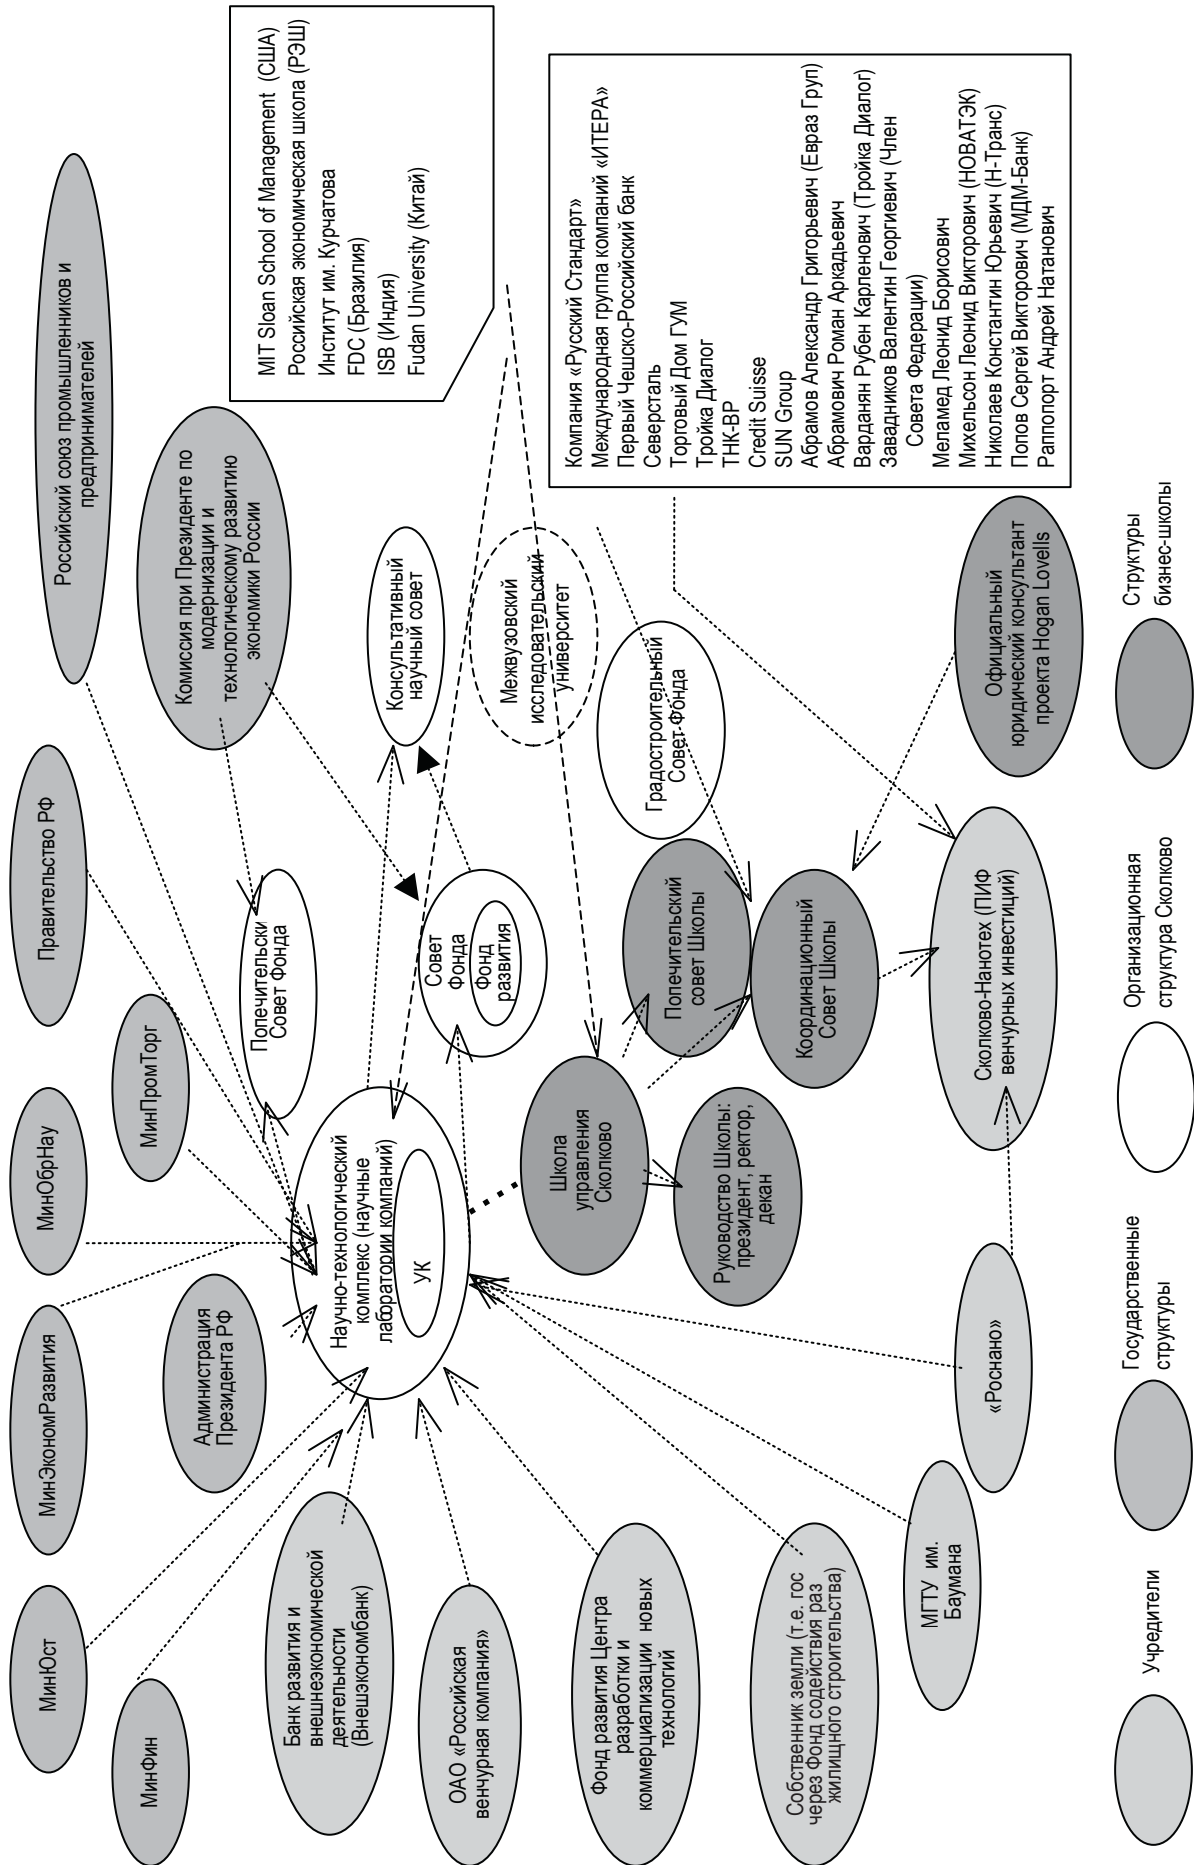 МинФин
МинЮст
МинЭкономРазвития
МинОбрНау
Правительство РФ
Российский союз промышленников и
предпринимателей
МинПромТорг
Администрация
Президента РФ
Комиссия при Президенте по
модернизации и
технологическому развитию
экономики России
MIT Sloan School of Management (США)
Российская экономическая школа (РЭШ)
Институт им. Курчатова
FDC (Бразилия)
ISB (Индия)
Fudan University (Китай)
Банк развития и
внешнеэкономической
деятельности
(Внешэкономбанк)
Попечительски
Совет Фонда
Научно-технологический
комплекс (научные
лаборатории компаний)
УК
Консультативный
научный совет
Совет
Фонда
Фонд
развития
ОАО «Российская
венчурная компания»
Межвузовский
исследовательский
университет
Школа
управления
Сколково
Фонд развития Центра
разработки и
коммерциализации новых
технологий
Градостроительный
Совет Фонда
Попечительский
совет Школы
Руководство Школы:
президент, ректор,
декан
Компания «Русский Стандарт»
Международная группа компаний «ИТЕРА»
Первый Чешско-Российский банк
Северсталь
Торговый Дом ГУМ
Тройка Диалог
ТНК-ВР
Credit Suisse
SUN Group
Абрамов Александр Григорьевич (Евраз Груп)
Абрамович Роман Аркадьевич
Варданян Рубен Карленович (Тройка Диалог)
Завадников Валентин Георгиевич (Член
Совета Федерации)
Меламед Леонид Борисович
Михельсон Леонид Викторович (НОВАТЭК)
Николаев Константин Юрьевич (Н-Транс)
Попов Сергей Викторович (МДМ-Банк)
Раппопорт Андрей Натанович
Собственник земли (т.е. гос
через Фонд содействия раз
жилищного строительства)
Координационный
Совет Школы
МГТУ им.
Баумана
«Роснано»
Сколково-Нанотех (ПИФ
венчурных инвестиций)
Официальный
юридический консультант
проекта Hogan Lovells
Учредители
Государственные
структуры
Организационная
структура Сколково
Структуры
бизнес-школы